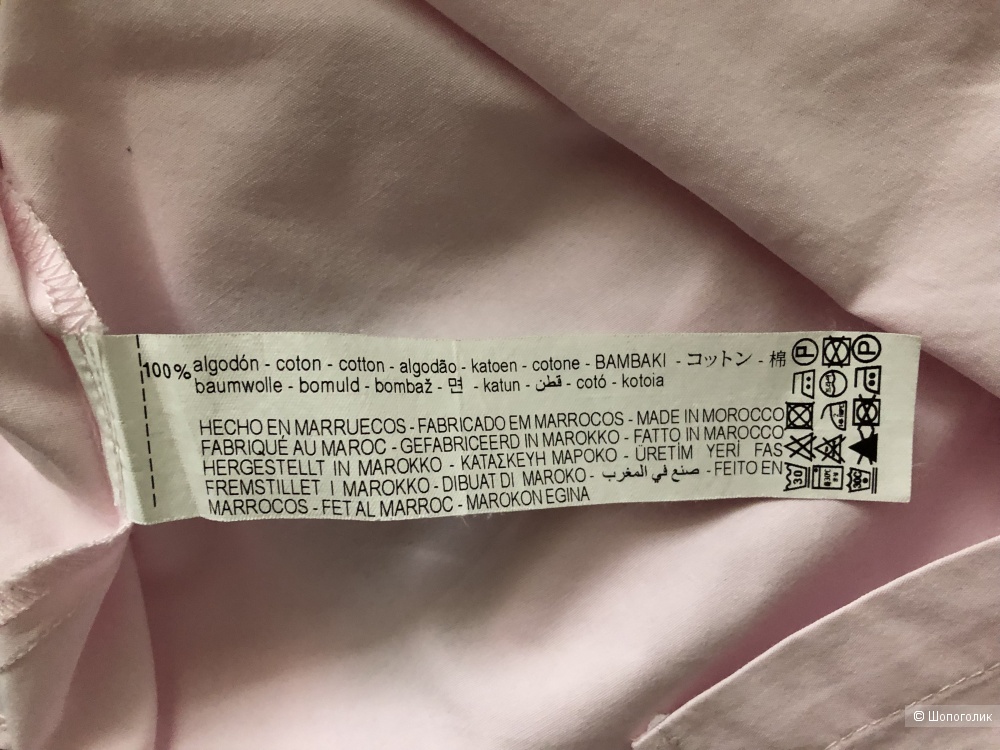 100% algodón - coton - cotton - algodão - katoen - cotone - BAMBAKI - コットン - 棉
baumwolle - bomuld - bombaž - 면 - katun - قطن - cotó - kotoia
HECHO EN MARRUECOS - FABRICADO EM MARROCOS - MADE IN MOROCCO
FABRIQUÉ AU MAROC - GEFABRICEERD IN MAROKKO - FATTO IN MAROCCO
HERGESTELLT IN MAROKKO - ΚΑΤΑΣΚΕΥΗ ΜΑΡΟΚΟ - ÜRETİM YERİ FAS
FREMSTILLET I MAROKKO - DIBUAT DI MAROKO - صنع في المغرب - FEITO EN
MARROCOS - FET AL MARROC - MAROKON EGINA
© Шопоголик